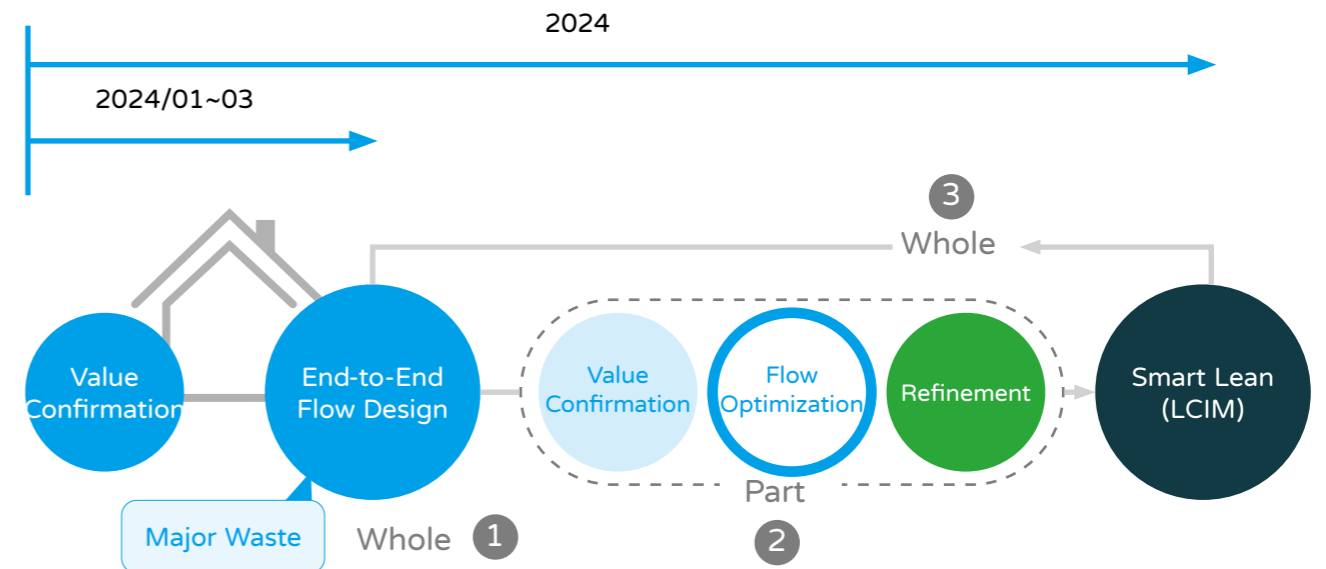 2024
2024/01~03
3
Whole
Value
Confirmation
End-to-End
Flow Design
Value
Confirmation
Flow
Optimization
Refinement
Smart Lean
(LCIM)
Part
Major Waste
Whole
1
2